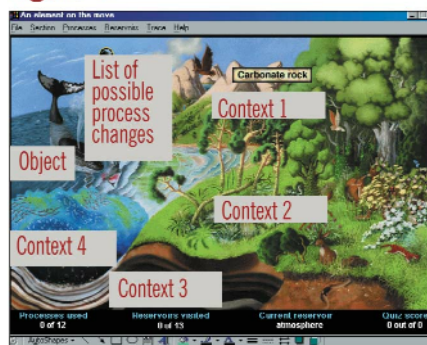 An element on the move
File Section Processes Reservoirs Trace Help
List of
possible
process
changes
Carbonate rock
Context 1
Object
Context 2
Context 4
Context 3
Processes used
0 of 12
Reservoirs visited
0 of 13
Current reservoir
atmosphere
Quiz score
0 out of 0
AutoShapes